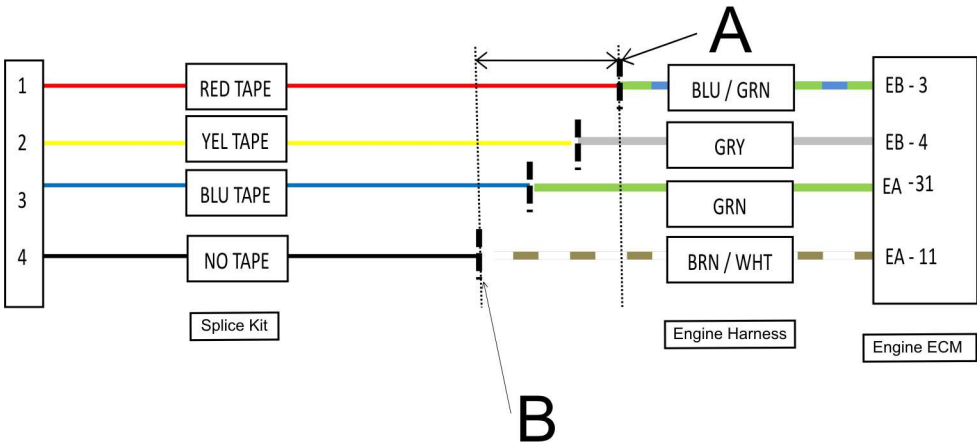 A
1 RED TAPE BLU / GRN EB - 3
2 YEL TAPE GRY EB - 4
3 BLU TAPE GRN EA -31
4 NO TAPE BRN / WHT EA - 11
Splice Kit Engine Harness Engine ECM
B